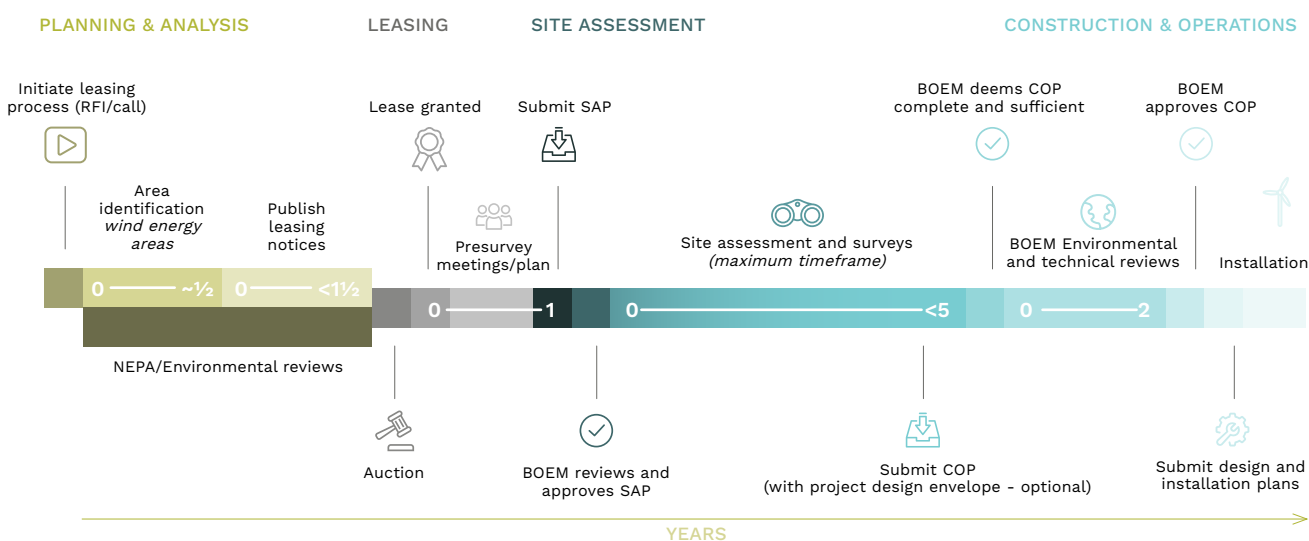 PLANNING & ANALYSIS
LEASING
SITE ASSESSMENT
CONSTRUCTION & OPERATIONS
Initiate leasing
process (RFI/call)
Lease granted
Submit SAP
BOEM deems COP
complete and sufficient
BOEM
approves COP
Area
identification
wind energy
areas
Publish
leasing
notices
Presurvey
meetings/plan
Site assessment and surveys
(maximum timeframe)
BOEM Environmental
and technical reviews
Installation
0 ~½
0 <1½
0 1
0 <5
0 2
NEPA/Environmental reviews
Auction
BOEM reviews and
approves SAP
Submit COP
(with project design envelope - optional)
Submit design and
installation plans
YEARS